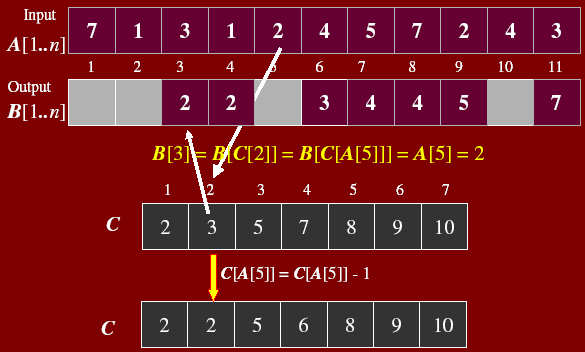 Input
A[1..n] 7 1 3 1 2 4 5 7 2 4 3
1 2 3 4 5 6 7 8 9 10 11
Output
B[1..n] 2 2 3 4 4 5 7
B[3] = B[C[2]] = B[C[A[5]]] = A[5] = 2
1 2 3 4 5 6 7
C 2 3 5 7 8 9 10
C[A[5]] = C[A[5]] - 1
C 2 2 5 6 8 9 10